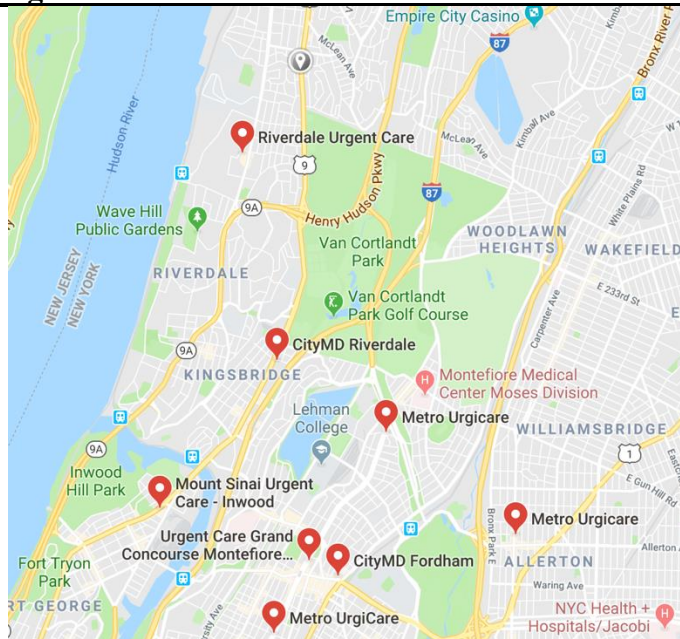 Empire City Casino
87
McLean Ave
Bronx River P
Kimb
Hudson River
Riverdale Urgent Care
9
McLean Ave
Kimball Ave
W
87
White Plains Rd
9A
Henry Hudson Pkwy
Wave Hill
Public Gardens
Van Cortlandt
Park
WOODLAWN
HEIGHTS
WAKEFIELD
NEW JERSEY
NEW YORK
RIVERDALE
E 233rd St
Van Cortlandt
Park Golf Course
Carpenter Ave
9A
CityMD Riverdale
KINGSBRIDGE
H
Montefiore Medical
Center Moses Division
Lehman
College
Metro Urgicare
WILLIAMSBRIDGE
9A
1
Inwood
Hill Park
Mount Sinai Urgent
Care - Inwood
E Gun Hill Rd
Eastc
Bronx Park E
Metro Urgicare
Urgent Care Grand
Concourse Montefiore...
CityMD Fordham
Allerton
ALLERTON
Fort Tryon
Park
Waring Ave
RT GEORGE
Metro UrgiCare
NYC Health +
Hospitals/Jacobi
H